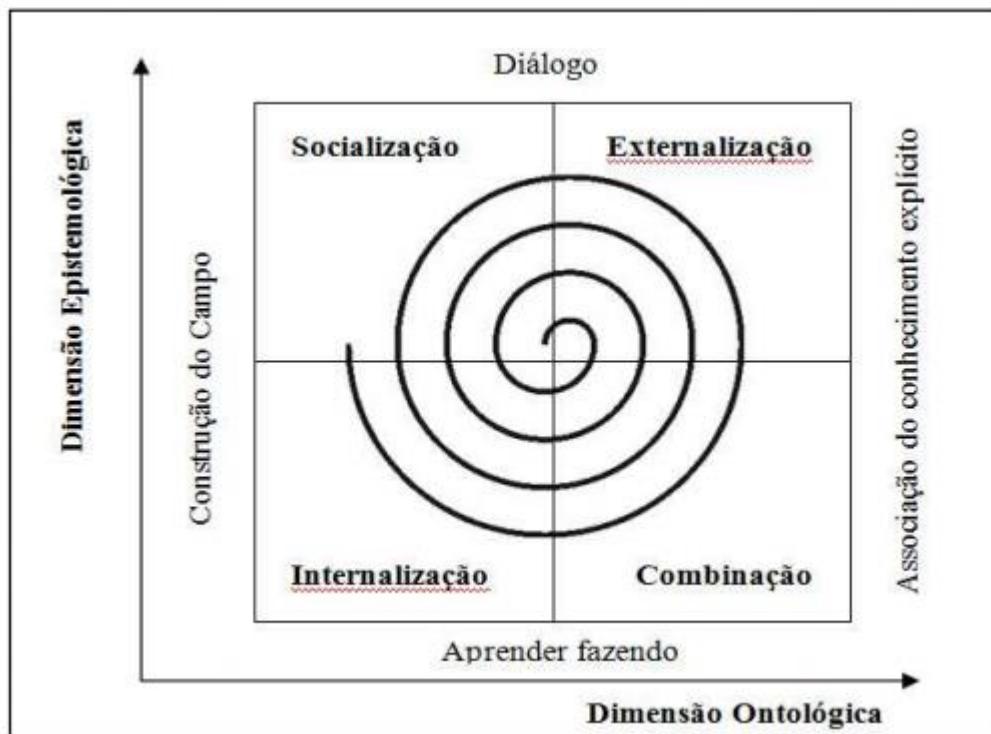 Diálogo
Socialização
Externalização
Dimensão Epistemológica
Construção do Campo
Associação do conhecimento explícito
Internalização
Combinação
Aprender fazendo
Dimensão Ontológica